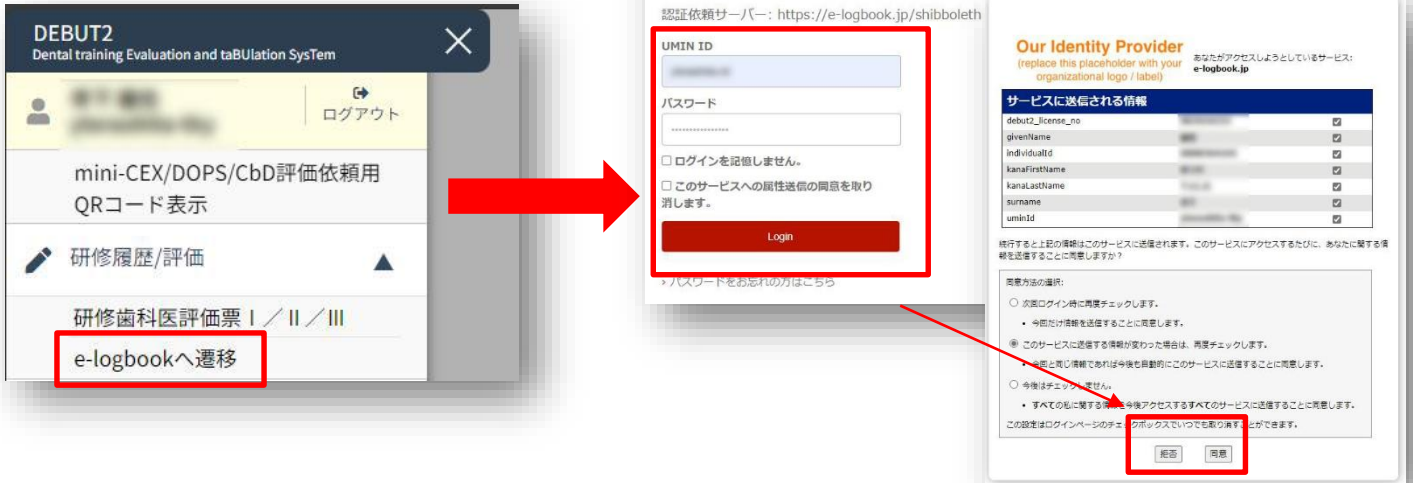 DEBUT2
Dental training Evaluation and taBUlation SysTem
ログアウト
mini-CEX/DOPS/CbD評価依頼用
QRコード表示
研修履歴/評価
研修歯科医評価票Ⅰ／Ⅱ／Ⅲ
e-logbookへ遷移
認証依頼サーバー: https://e-logbook.jp/shibboleth
UMIN ID
パスワード
ログインを記憶しません。
このサービスへの属性送信の同意を取り
消します。
Login
› パスワードをお忘れの方はこちら
Our Identity Provider
(replace this placeholder with your
organizational logo / label)
あなたがアクセスしようとしているサービス:
e-logbook.jp
サービスに送信される情報
debut2_license_no
givenName
individualId
kanaFirstName
kanaLastName
surname
uminId
続行すると上記の情報はこのサービスに送信されます。このサービスにアクセスするたびに、あなたに関する情
報を送信することに同意しますか？
同意方法の選択:
次回ログイン時に再度チェックします。
• 今回だけ情報を送信することに同意します。
このサービスに送信する情報が変わった場合は、再度チェックします。
• 今回と同じ情報であれば今後も自動的にこのサービスに送信することに同意します。
今後はチェックしません。
• すべての私に関する情報を今後アクセスするすべてのサービスに送信することに同意します。
この設定はログインページのチェックボックスでいつでも取り消すことができます。
拒否 同意